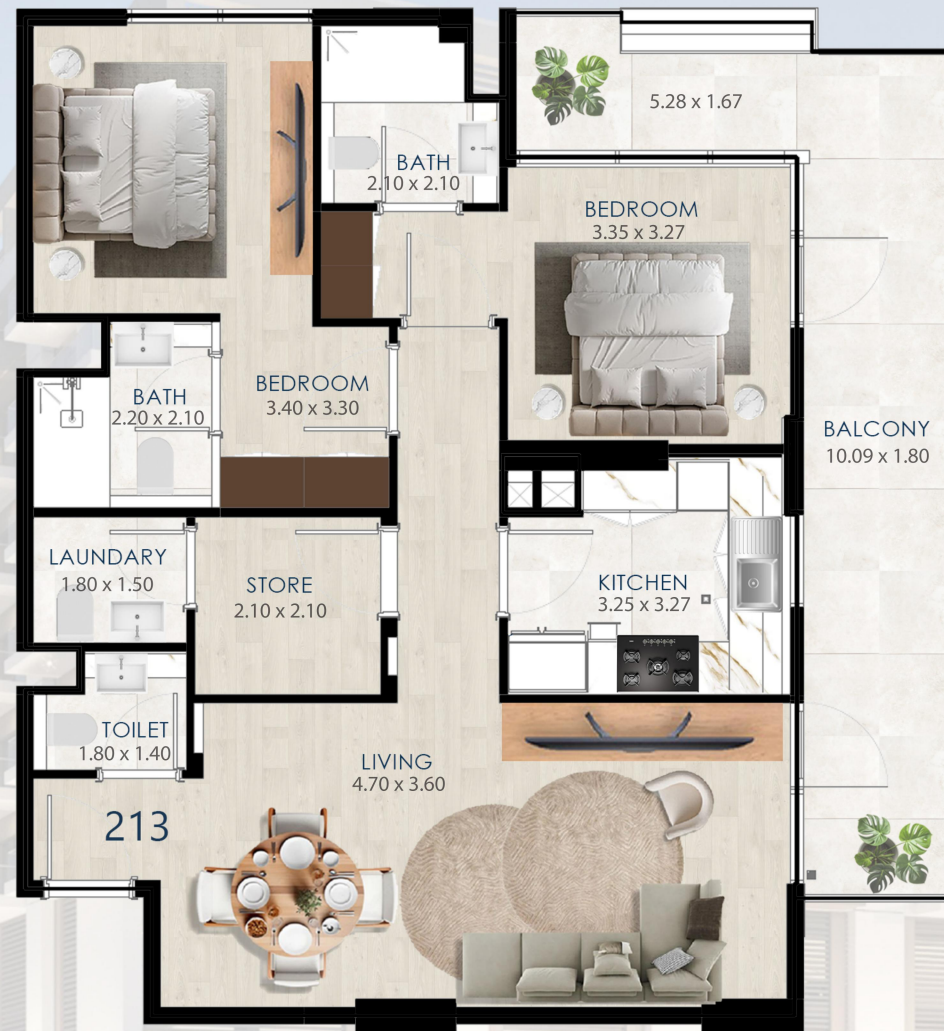 5.28 x 1.67
BATH
2.10 x 2.10
BEDROOM
3.35 x 3.27
BEDROOM
3.40 x 3.30
BATH
2.20 x 2.10
BALCONY
10.09 x 1.80
LAUNDARY
1.80 x 1.50
STORE
2.10 x 2.10
KITCHEN
3.25 x 3.27
TOILET
1.80 x 1.40
LIVING
4.70 x 3.60
213